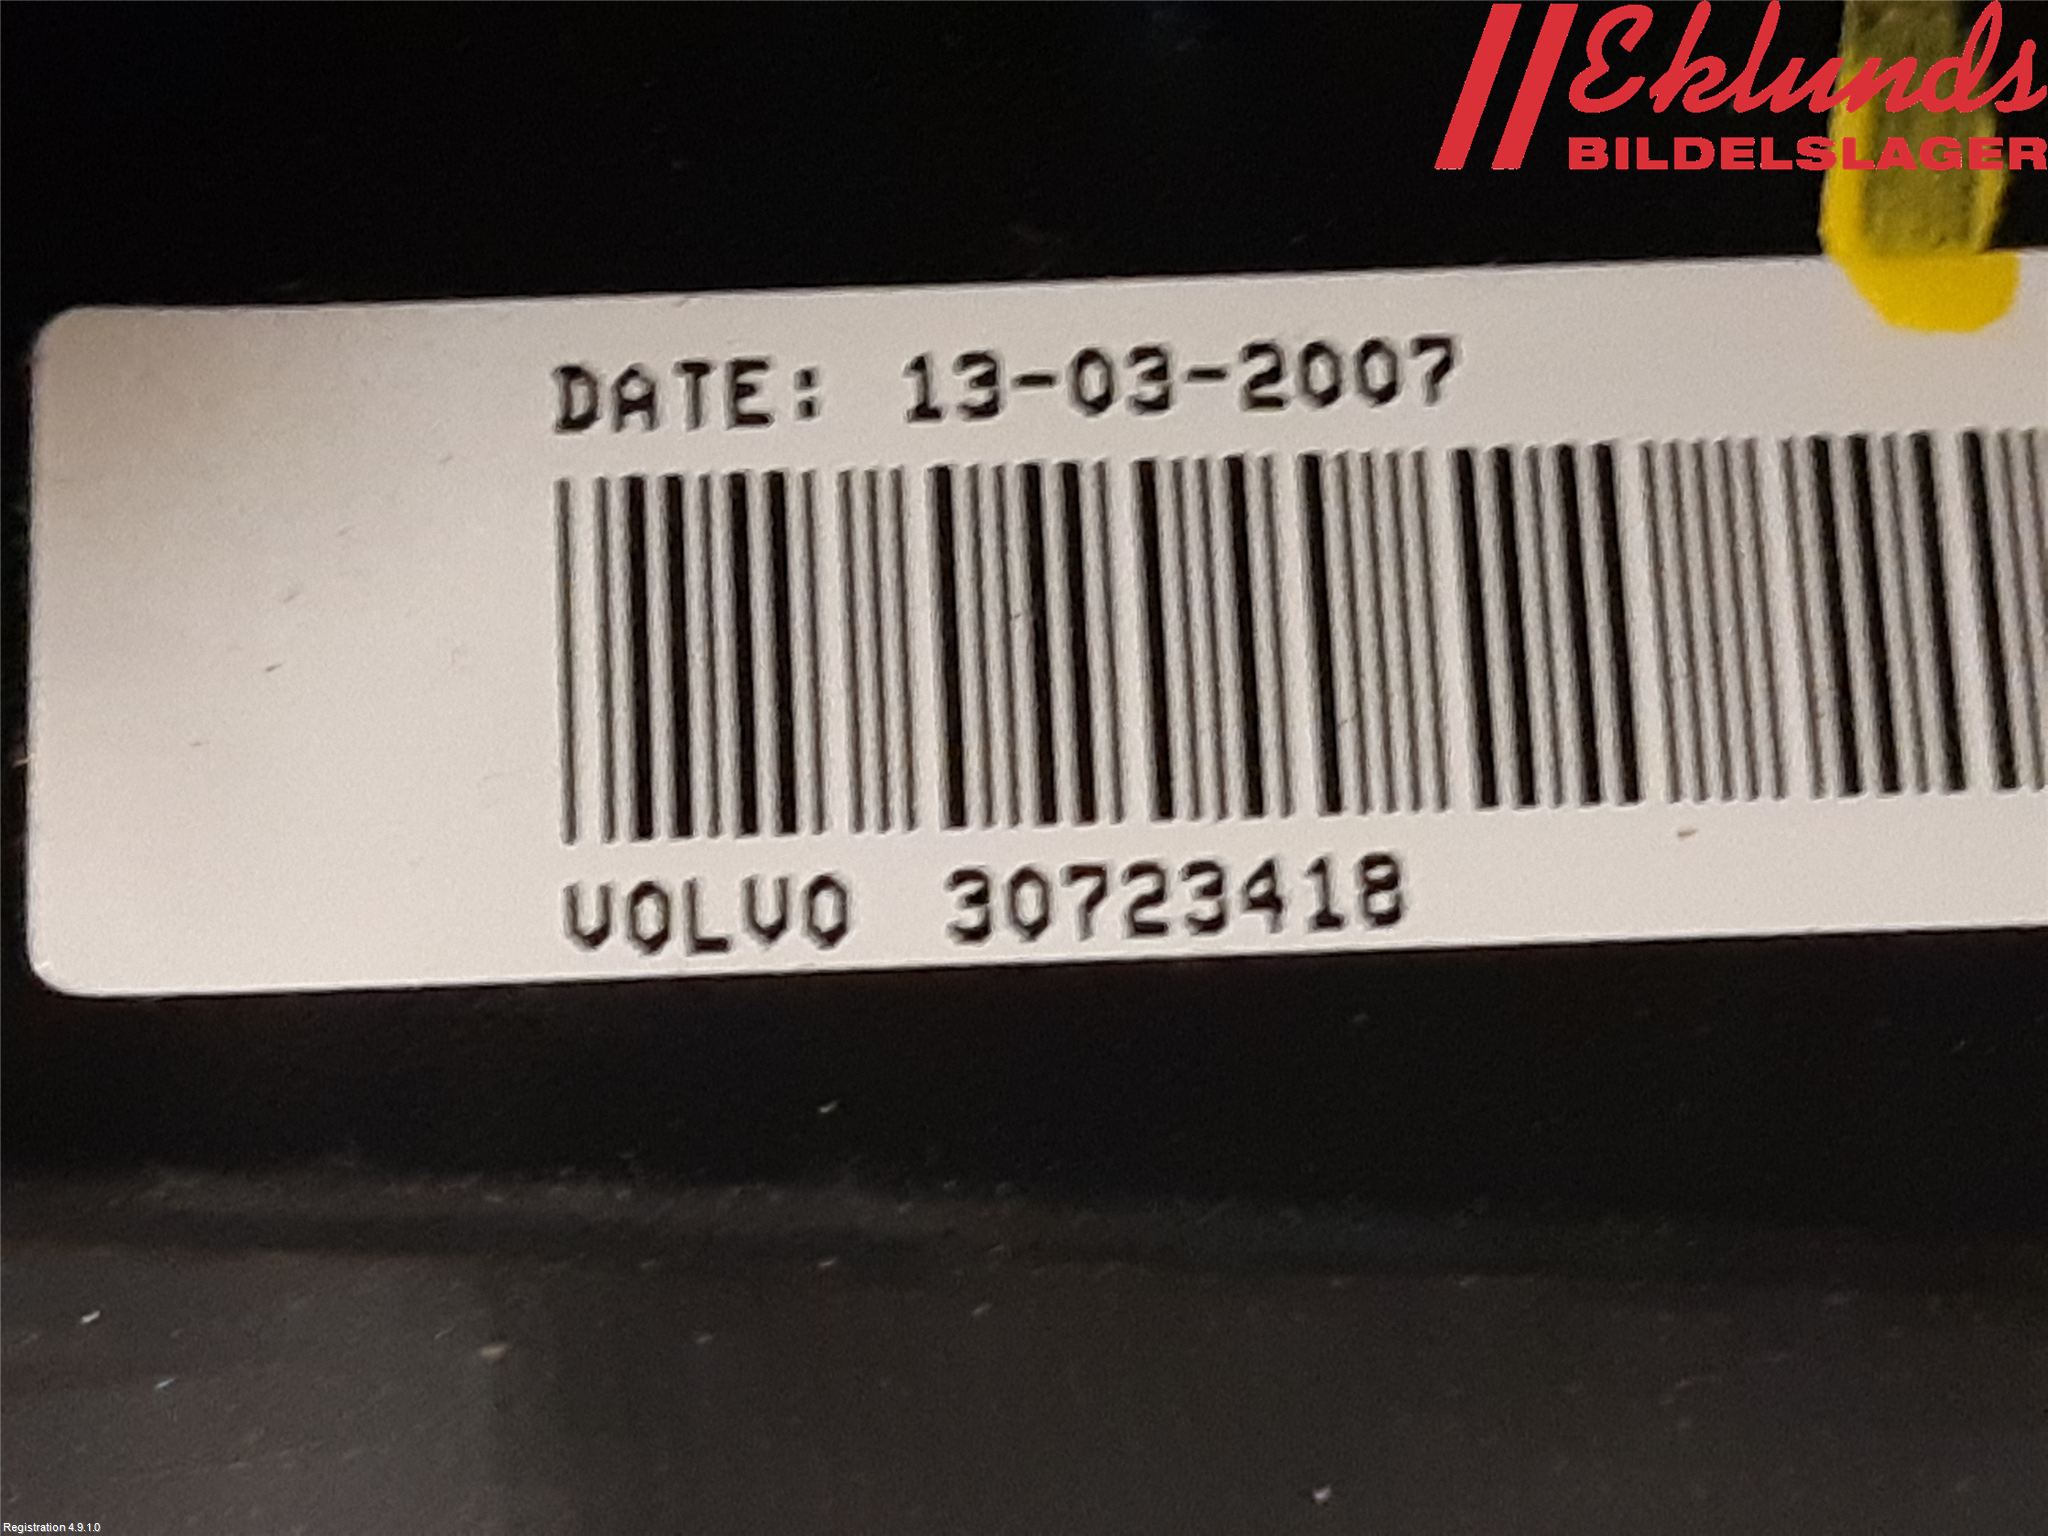 Eklunds
BILDELSLAGER
DATE: 13-03-2007
VOLVO 30723418
Registration 4.9.1.0